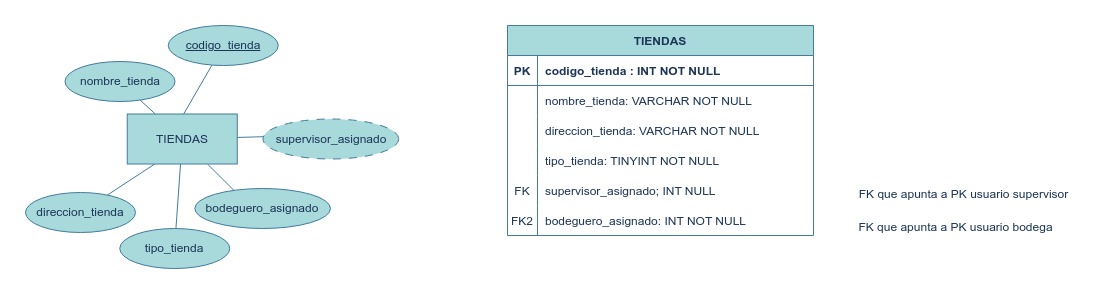 codigo_tienda
nombre_tienda
TIENDAS
supervisor_asignado
direccion_tienda
bodeguero_asignado
tipo_tienda
TIENDAS
PK codigo_tienda : INT NOT NULL
nombre_tienda: VARCHAR NOT NULL
direccion_tienda: VARCHAR NOT NULL
tipo_tienda: TINYINT NOT NULL
FK supervisor_asignado; INT NULL
FK2 bodeguero_asignado: INT NOT NULL
FK que apunta a PK usuario supervisor
FK que apunta a PK usuario bodega